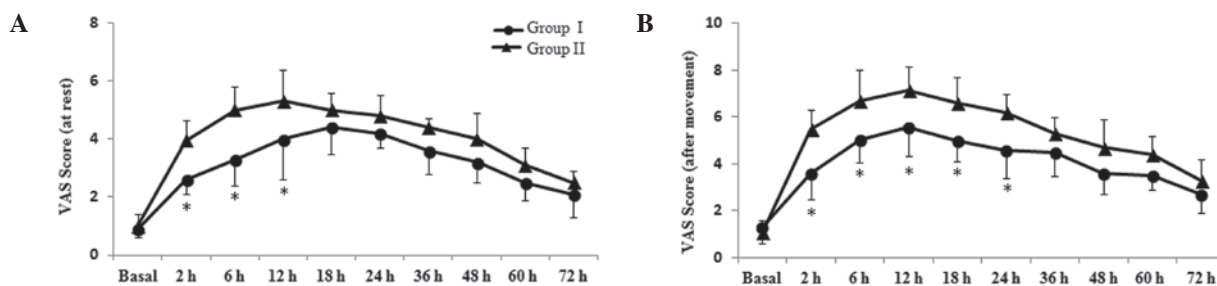 A
VAS Score (at rest)
8
6
4
2
0
Group I
Group II
* * *
Basal 2 h 6 h 12 h 18 h 24 h 36 h 48 h 60 h 72 h
B
VAS Score (after movement)
10
8
6
4
2
0
* * * * *
Basal 2 h 6 h 12 h 18 h 24 h 36 h 48 h 60 h 72 h